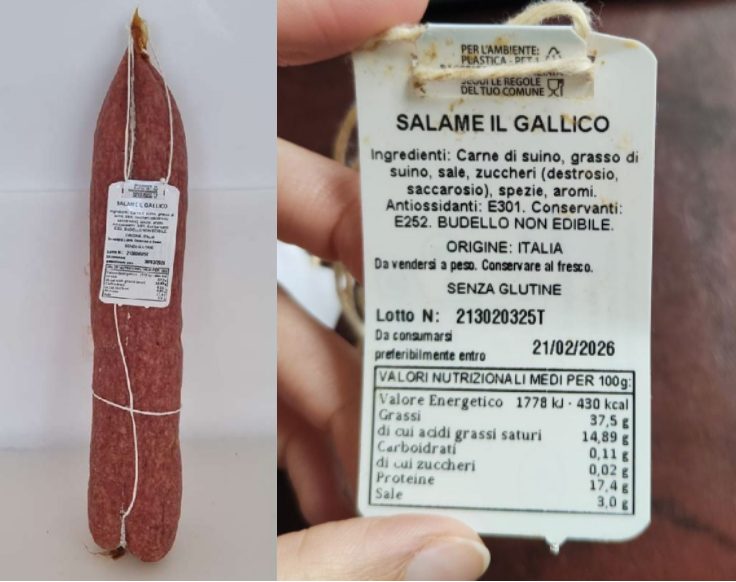 SALAME IL GALLICO
PER L'AMBIENTE:
PLASTICA - PET 1
SEGUI LE REGOLE
DEL TUO COMUNE
SALAME IL GALLICO
Ingredienti: Carne di suino, grasso di
suino, sale, zuccheri (destrosio,
saccarosio), spezie, aromi.
Antiossidanti: E301. Conservanti:
E252. BUDELLO NON EDIBILE.
ORIGINE: ITALIA
Da vendersi a peso. Conservare al fresco.
SENZA GLUTINE
Lotto N: 213020325T
Da consumarsi
preferibilmente entro 21/02/2026
VALORI NUTRIZIONALI MEDI PER 100g:
Valore Energetico 1778 kJ - 430 kcal
Grassi 37,5 g
di cui acidi grassi saturi 14,89 g
Carboidrati 0,11 g
di cui zuccheri 0,02 g
Proteine 17,4 g
Sale 3,0 g